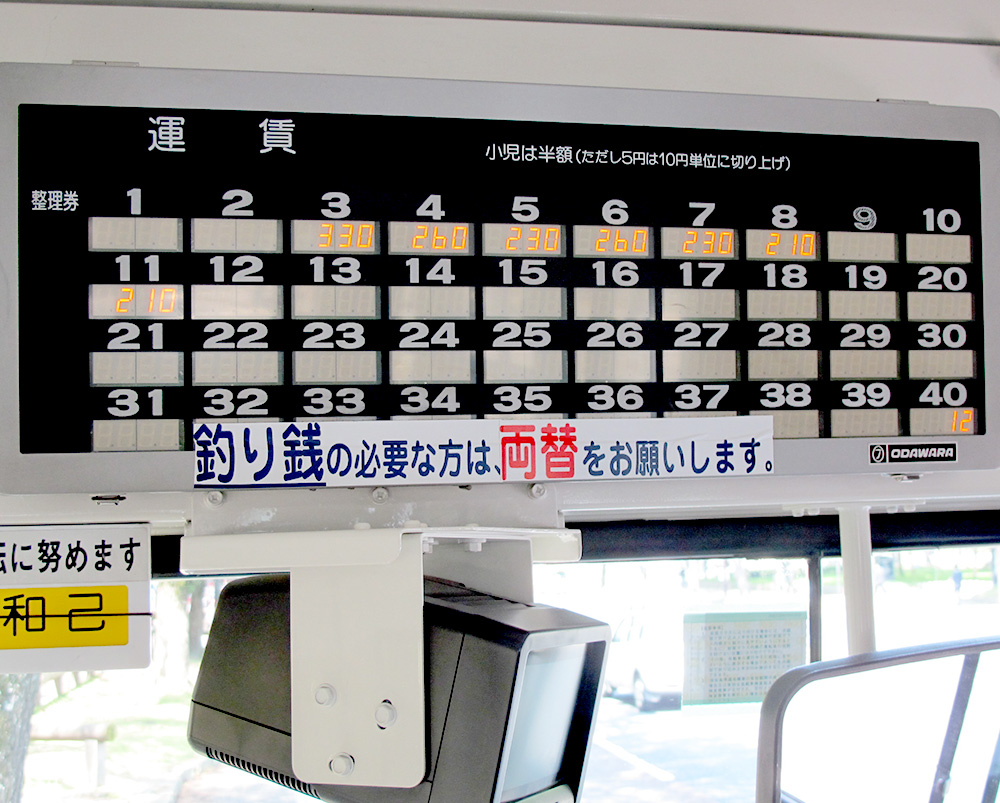 運 賃
小児は半額(ただし5円は10円単位に切り上げ)
整理券 1 2 3 4 5 6 7 8 9 10
330 260 230 260 230 210
11 12 13 14 15 16 17 18 19 20
210
21 22 23 24 25 26 27 28 29 30
31 32 33 34 35 36 37 38 39 40
12
釣り銭の必要な方は、両替をお願いします。
ODAWARA
に努めます
和己